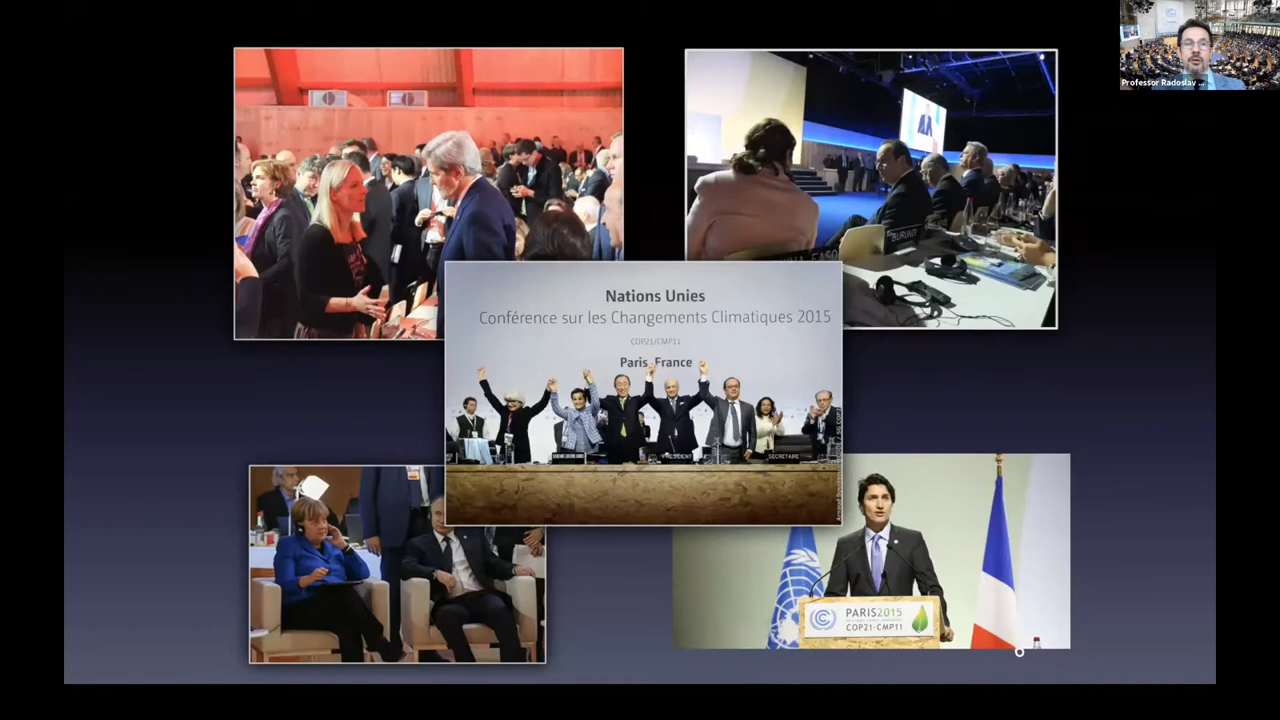 Professor Radoslav ...
BURUNDI
Nations Unies
Conférence sur les Changements Climatiques 2015
COP21/CMP11
Paris, France
PRESIDENT
SECRETAIRE
PARIS2015
COP21·CMP11